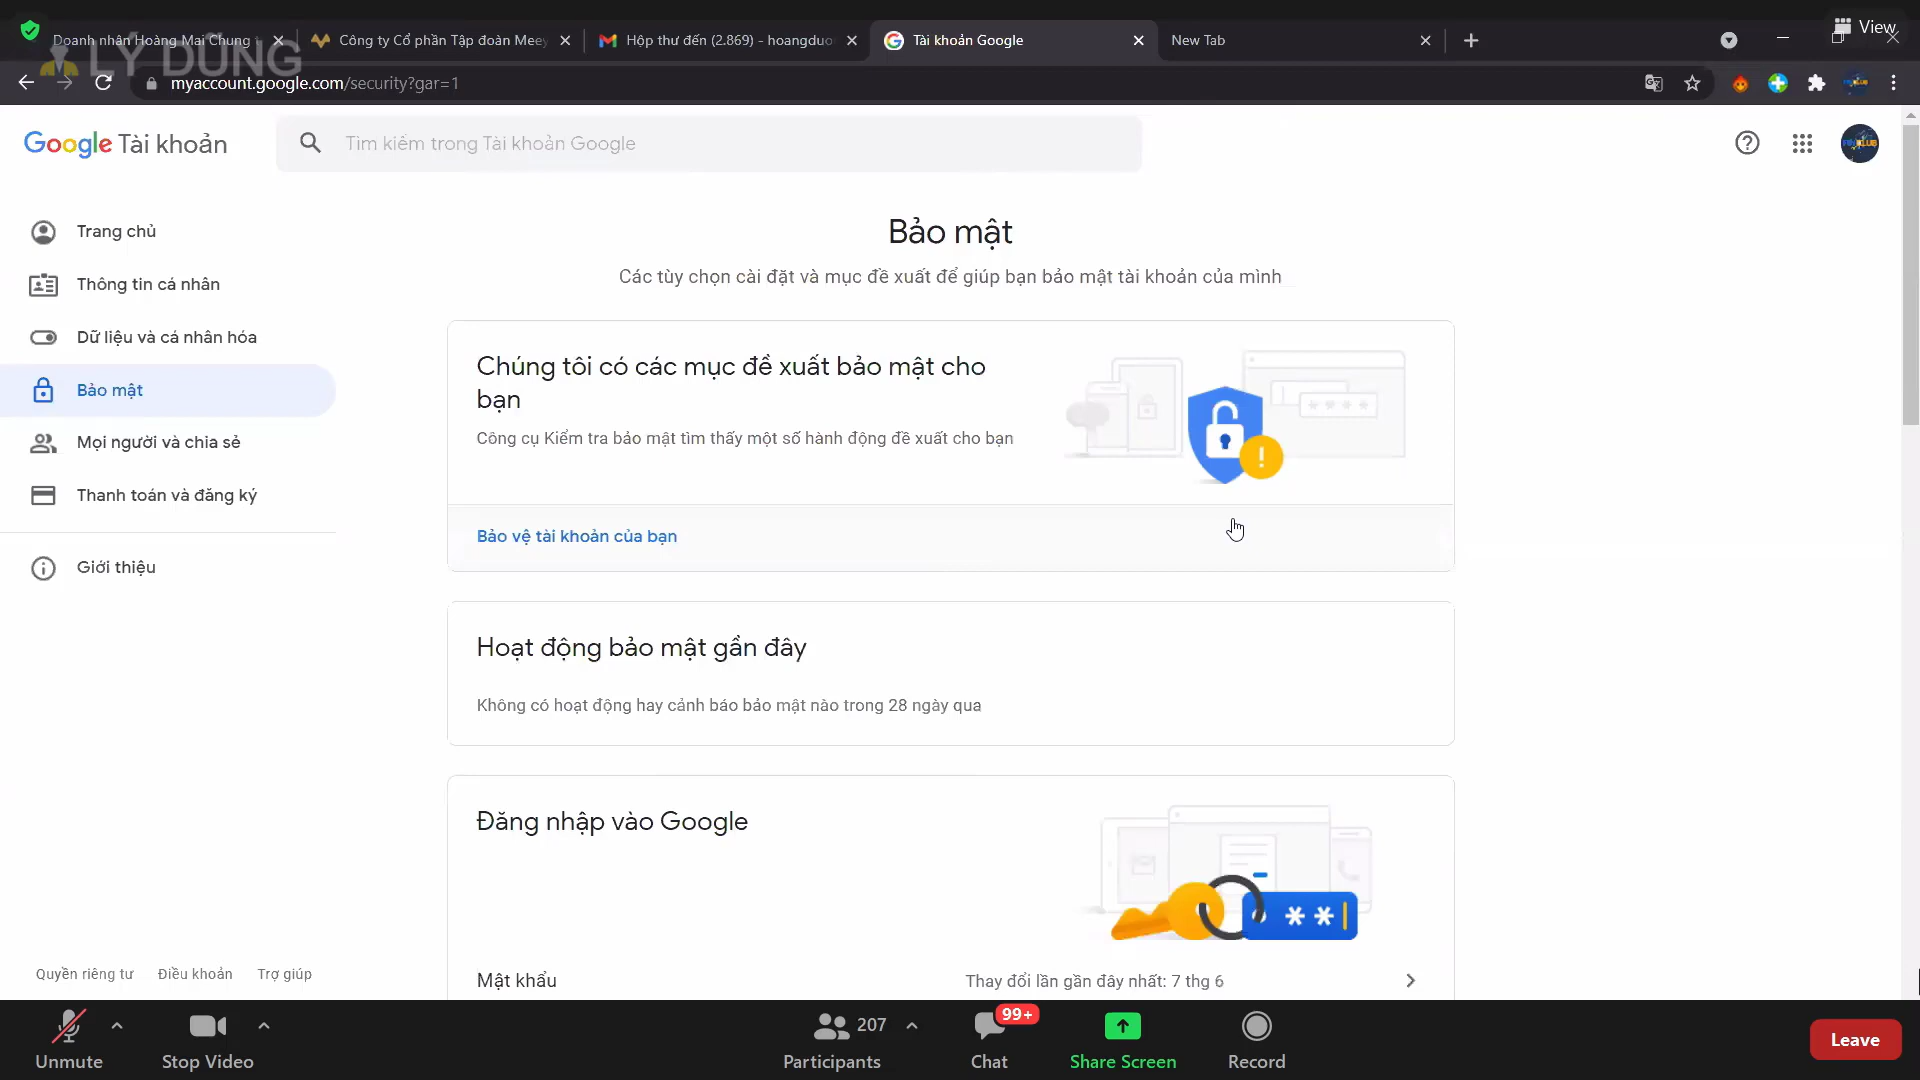 Doanh nhân Hoàng Mai Chung
Công ty Cổ phần Tập đoàn Meey
Hộp thư đến (2.869) - hoangduo
Tài khoản Google
New Tab
View
LÝ DŨNG
myaccount.google.com/security?gar=1
Google Tài khoản
Tìm kiếm trong Tài khoản Google
Trang chủ
Thông tin cá nhân
Dữ liệu và cá nhân hóa
Bảo mật
Mọi người và chia sẻ
Thanh toán và đăng ký
Giới thiệu
Bảo mật
Các tùy chọn cài đặt và mục đề xuất để giúp bạn bảo mật tài khoản của mình
Chúng tôi có các mục đề xuất bảo mật cho
bạn
Công cụ Kiểm tra bảo mật tìm thấy một số hành động đề xuất cho bạn
Bảo vệ tài khoản của bạn
Hoạt động bảo mật gần đây
Không có hoạt động hay cảnh báo bảo mật nào trong 28 ngày qua
Đăng nhập vào Google
Mật khẩu
Thay đổi lần gần đây nhất: 7 thg 6
Quyền riêng tư
Điều khoản
Trợ giúp
Unmute
Stop Video
207
Participants
99+
Chat
Share Screen
Record
Leave